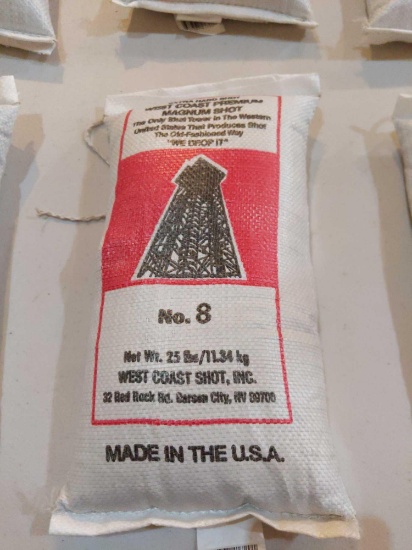 WEST COAST PREMIUM
MAGNUM SHOT
The Only Shot Tower in The Western
United States That Produces Shot
The Old-Fashioned Way
"WE DROP IT"
No. 8
Net Wt. 25 lbs/11.34 kg
WEST COAST SHOT, INC.
32 Red Rock Rd. Carson City, NV 89706
MADE IN THE U.S.A.